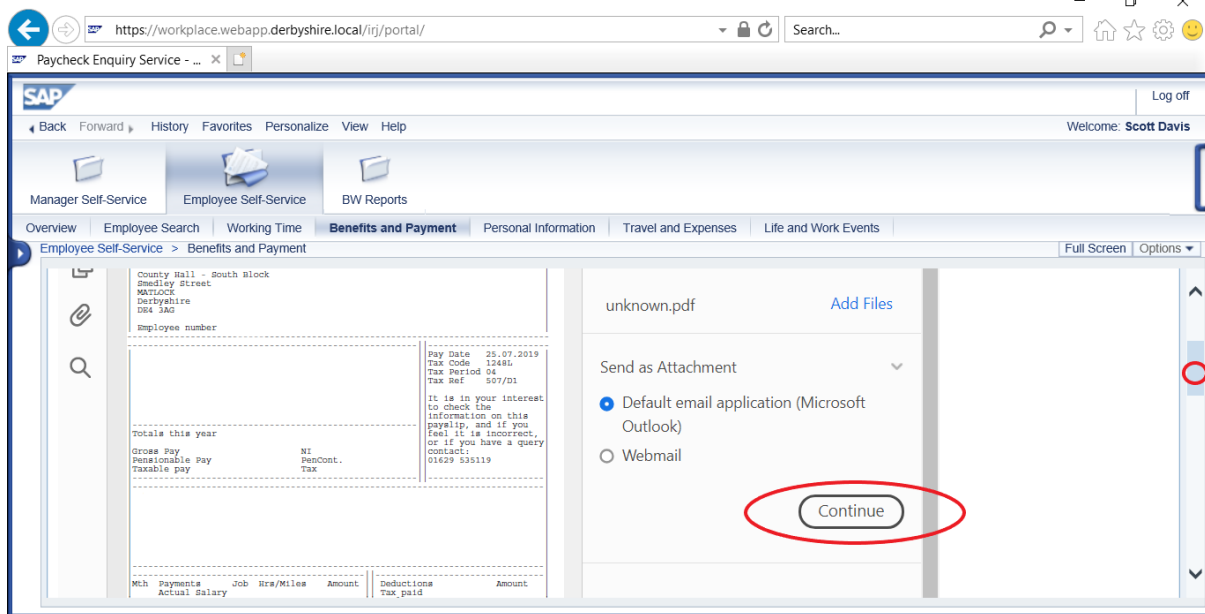 https://workplace.webapp.derbyshire.local/irj/portal/
Search...
Paycheck Enquiry Service - ...
SAP
Log off
Back Forward History Favorites Personalize View Help
Welcome: Scott Davis
Manager Self-Service Employee Self-Service BW Reports
Overview Employee Search Working Time Benefits and Payment Personal Information Travel and Expenses Life and Work Events
Employee Self-Service > Benefits and Payment
Full Screen Options
County Hall - South Block
Smedley Street
MATLOCK
Derbyshire
DE4 3AG
Employee number
Pay Date 25.07.2019
Tax Code 1248L
Tax Period 04
Tax Ref 507/D1
It is in your interest
to check the
information on this
payslip, and if you
feel it is incorrect,
or if you have a query
contact:
01629 535119
Totals this year
Gross Pay NI
Pensionable Pay PenCont.
Taxable pay Tax
Mth Payments Job Hrs/Miles Amount Deductions Amount
Actual Salary Tax paid
unknown.pdf Add Files
Send as Attachment
Default email application (Microsoft
Outlook)
Webmail
Continue